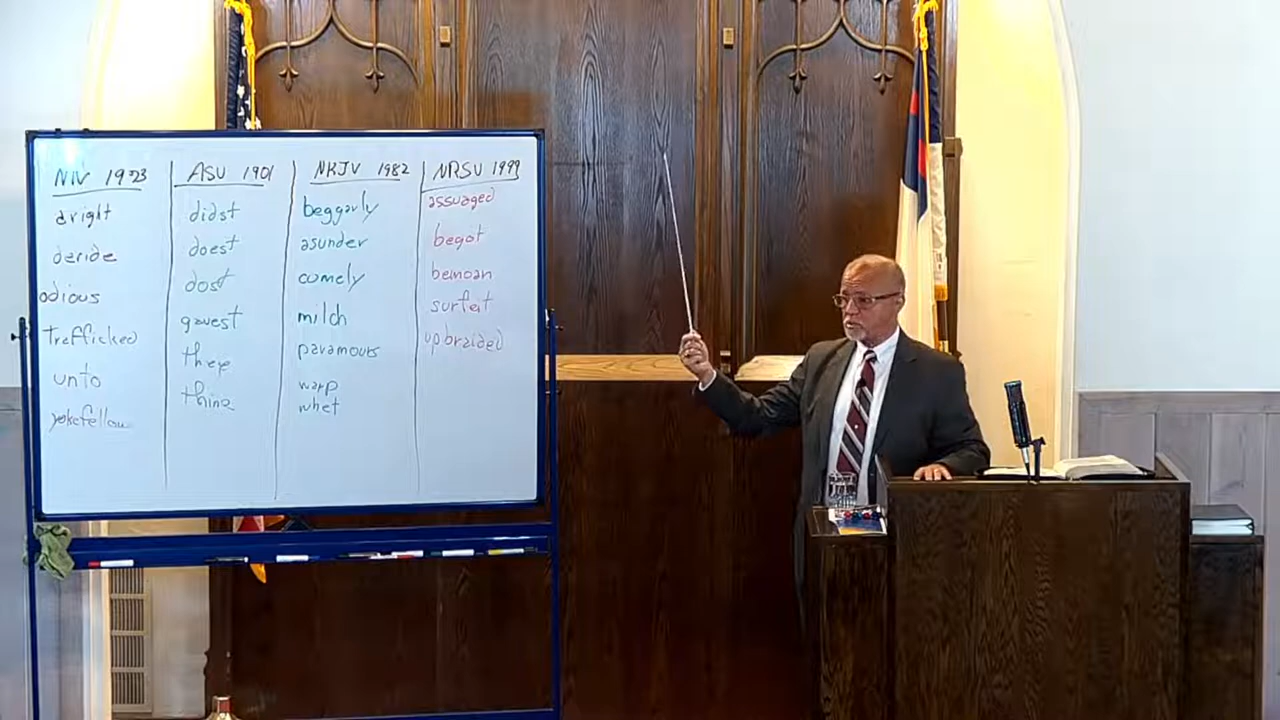 NIV 1973
aright
deride
odious
Trafficked
unto
yokefellow
ASV 1901
didst
doest
dost
gavest
thee
thine
NKJV 1982
beggarly
asunder
comely
milch
paramours
warp
whet
NRSV 1999
assuaged
begot
bemoan
surfeit
upbraided